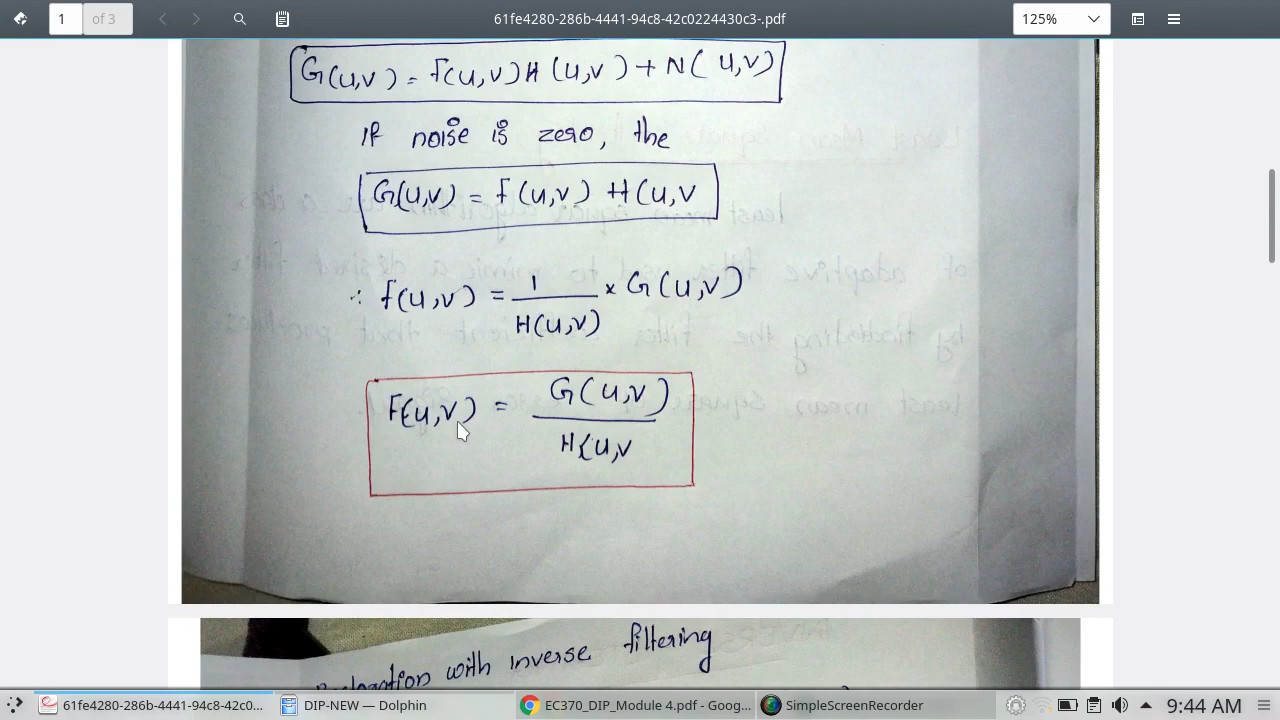 1 of 3 61fe4280-286b-4441-94c8-42c0224430c3-.pdf 125%
G(u,v) = F(u,v) H (u,v) + N( u,v)
If noise is zero, the
G(u,v) = F (u,v) H(u,v
∴ f(u,v) = 1 / H(u,v) × G(u,v)
F(u,v) = G(u,v) / H(u,v
with inverse filtering
61fe4280-286b-4441-94c8-42c0... DIP-NEW — Dolphin EC370_DIP_Module 4.pdf - Goog... SimpleScreenRecorder 9:44 AM